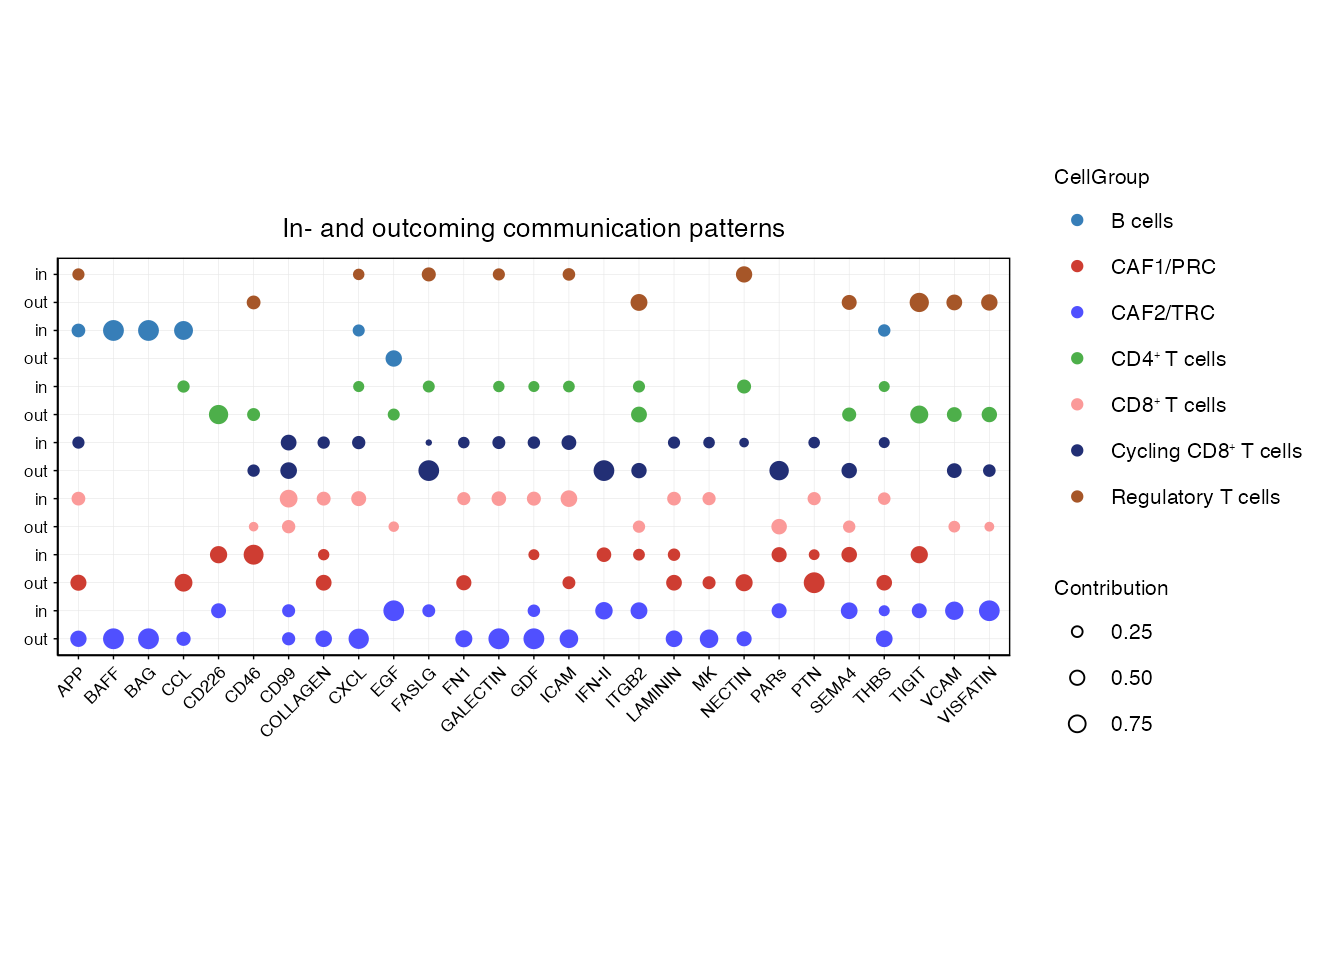 In- and outcoming communication patterns
in
out
in
out
in
out
in
out
in
out
in
out
in
out
APP
BAFF
BAG
CCL
CD226
CD46
CD99
COLLAGEN
CXCL
EGF
FASLG
FN1
GALECTIN
GDF
ICAM
IFN-II
ITGB2
LAMININ
MK
NECTIN
PARs
PTN
SEMA4
THBS
TIGIT
VCAM
VISFATIN
CellGroup
B cells
CAF1/PRC
CAF2/TRC
CD4⁺ T cells
CD8⁺ T cells
Cycling CD8⁺ T cells
Regulatory T cells
Contribution
0.25
0.50
0.75